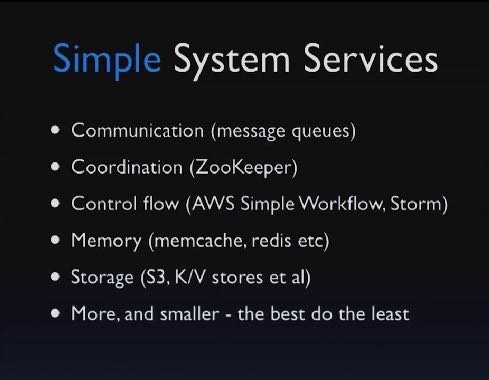 Simple System Services
• Communication (message queues)
• Coordination (ZooKeeper)
• Control flow (AWS Simple Workflow, Storm)
• Memory (memcache, redis etc)
• Storage (S3, K/V stores et al)
• More, and smaller - the best do the least